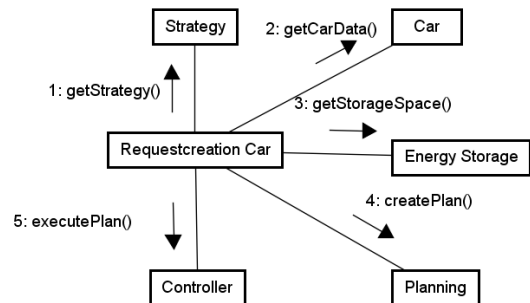 Strategy
2: getCarData()
Car
1: getStrategy()
3: getStorageSpace()
Requestcreation Car
Energy Storage
4: createPlan()
5: executePlan()
Controller
Planning